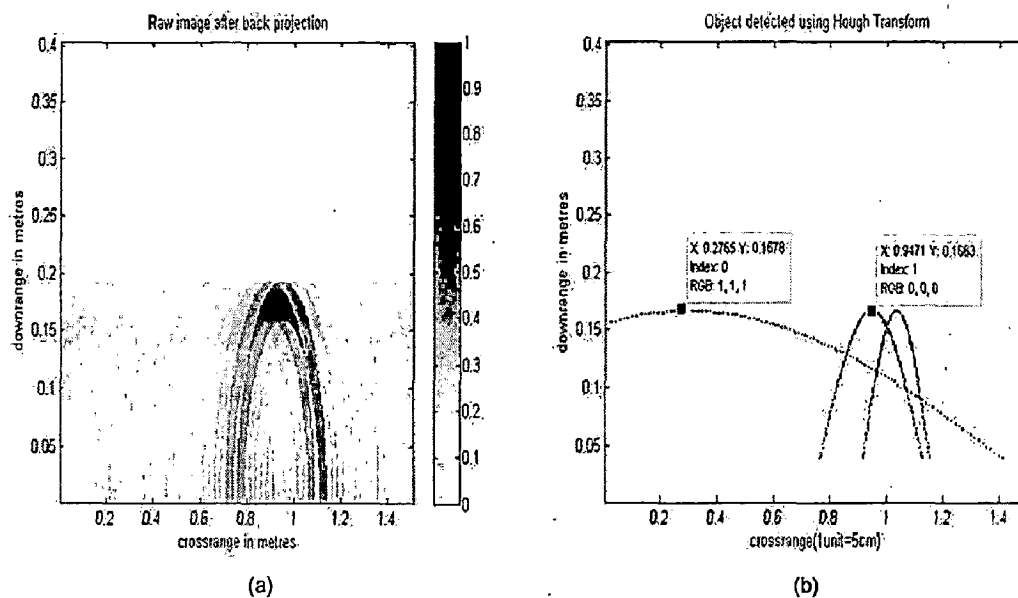 Raw image after back projection
0.4
0.35
0.3
0.25
0.2
0.15
0.1
0.05
downrange in metres
0.2 0.4 0.6 0.8 1 1.2 1.4
crossrange in metres
1
0.9
0.8
0.7
0.6
0.5
0.4
0.3
0.2
0.1
0
(a)
Object detected using Hough Transform
0.4
0.35
0.3
0.25
0.2
0.15
0.1
0.05
downrange in metres
X: 0.2765 Y: 0.1678
Index: 0
RGB: 1, 1, 1
X: 0.9471 Y: 0.1683
Index: 1
RGB: 0, 0, 0
0.2 0.4 0.6 0.8 1 1.2 1.4
crossrange(1unit=5cm)
(b)